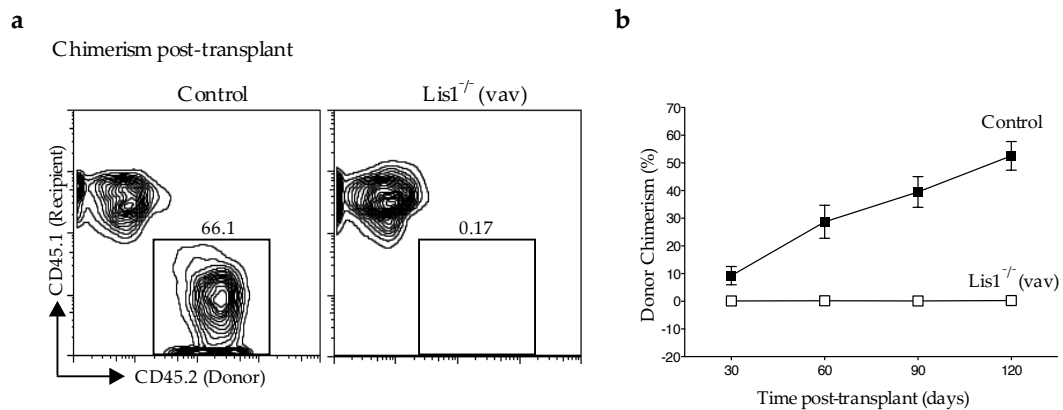 a
Chimerism post-transplant
Control
Lis1-/- (vav)
CD45.1 (Recipient)
66.1
0.17
CD45.2 (Donor)
b
Donor Chimerism (%)
70
60
50
40
30
20
10
0
-10
-20
Control
Lis1-/- (vav)
30
60
90
120
Time post-transplant (days)